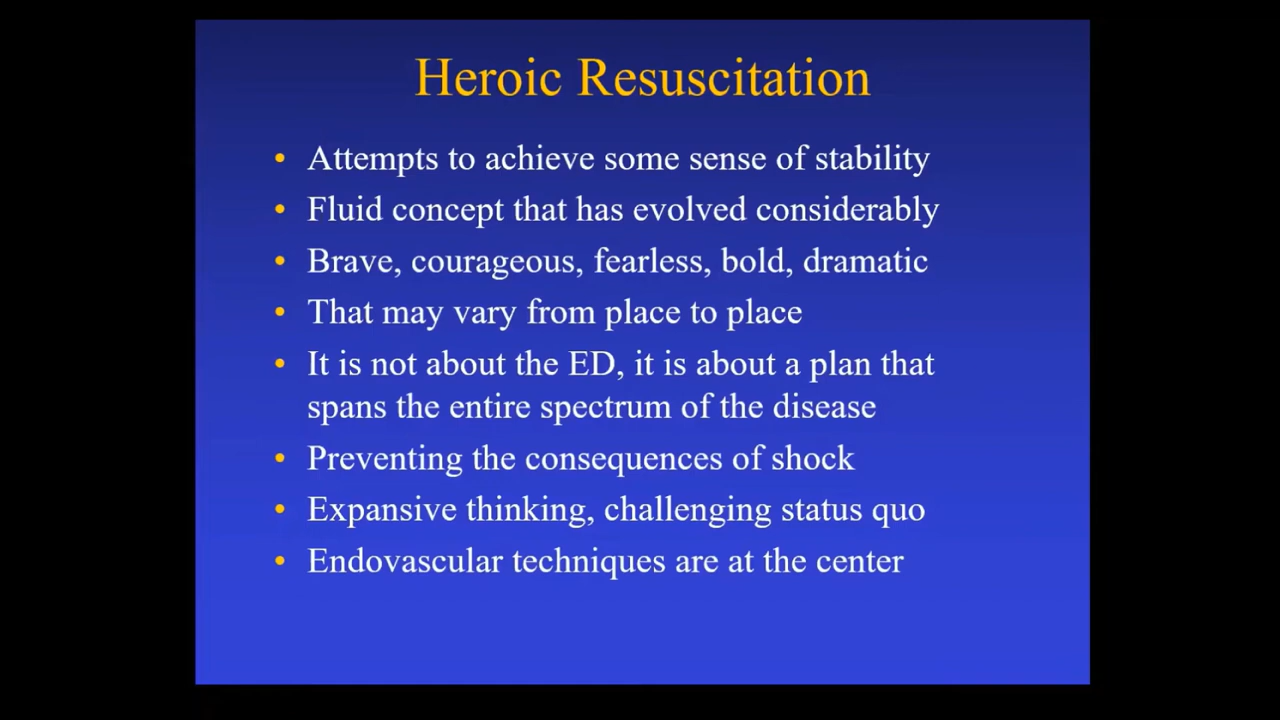 Heroic Resuscitation
• Attempts to achieve some sense of stability
• Fluid concept that has evolved considerably
• Brave, courageous, fearless, bold, dramatic
• That may vary from place to place
• It is not about the ED, it is about a plan that
spans the entire spectrum of the disease
• Preventing the consequences of shock
• Expansive thinking, challenging status quo
• Endovascular techniques are at the center